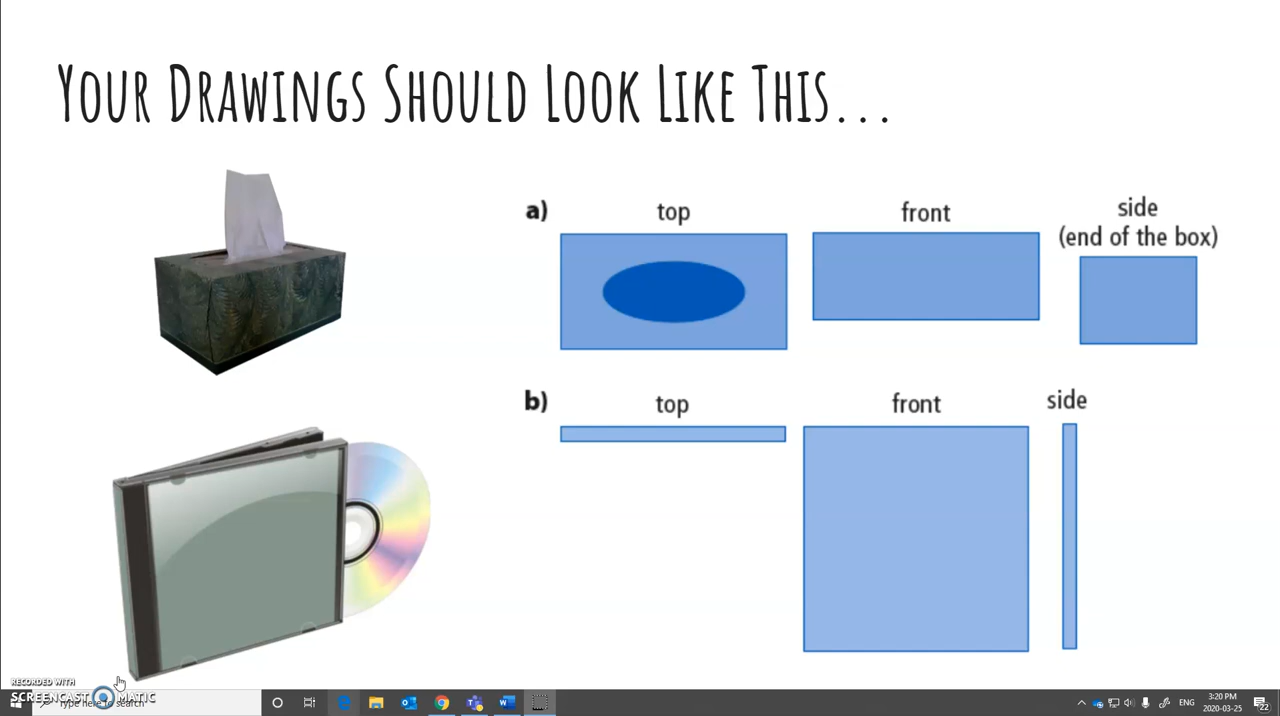 Your Drawings Should Look Like This...
a)
top
front
side
(end of the box)
b)
top
front
side
RECORDED WITH
SCREENCAST MATIC
Type here to search
ENG
3:20 PM
2020-03-25
22